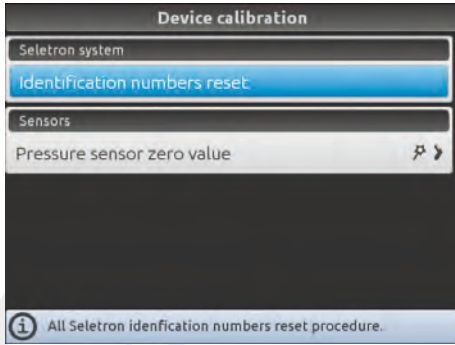 Device calibration
Seletron system
Identification numbers reset
Sensors
Pressure sensor zero value
All Seletron idenfication numbers reset procedure.